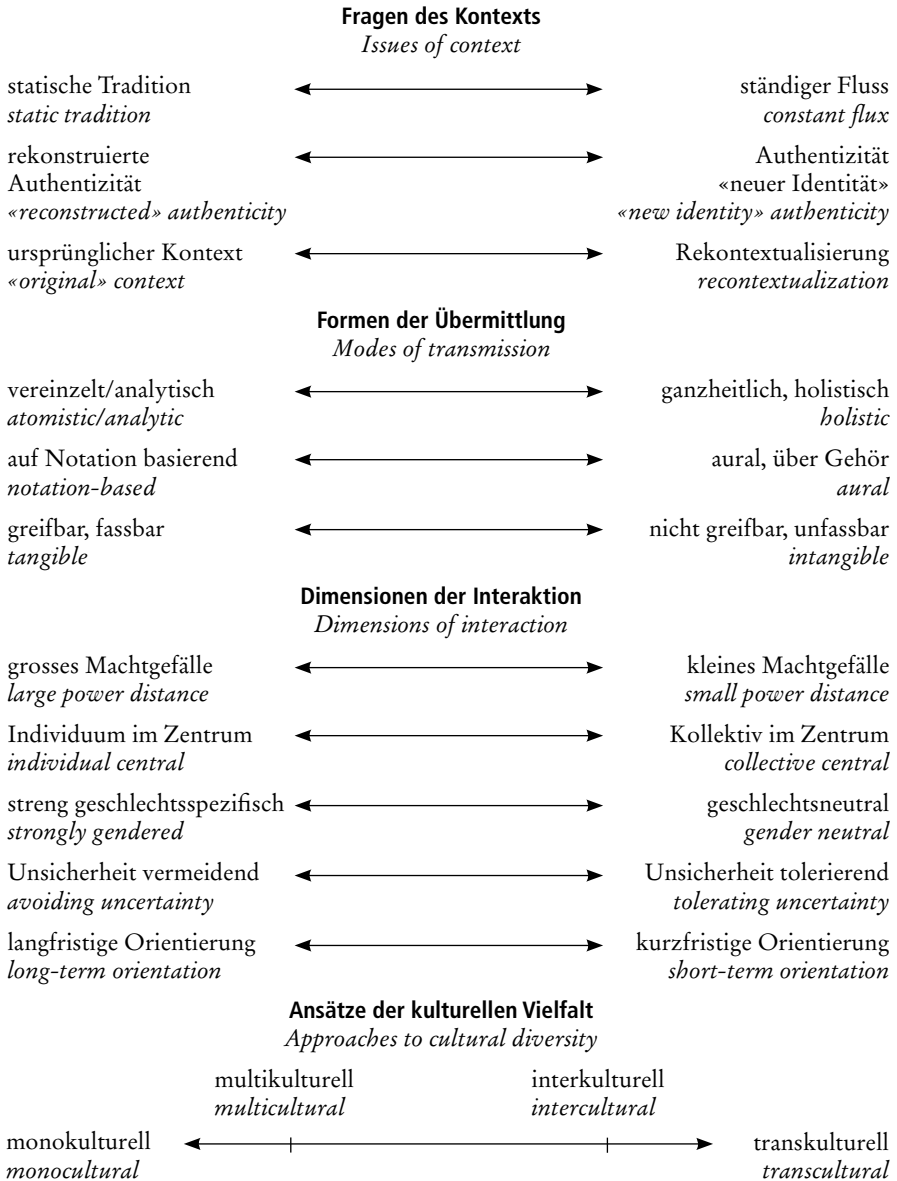 Fragen des Kontexts
Issues of context
statische Tradition ständiger Fluss
static tradition constant flux
rekonstruierte Authentizität
Authentizität «neuer Identität»
«reconstructed» authenticity «new identity» authenticity
ursprünglicher Kontext Rekontextualisierung
«original» context recontextualization
Formen der Übermittlung
Modes of transmission
vereinzelt/analytisch ganzheitlich, holistisch
atomistic/analytic holistic
auf Notation basierend aural, über Gehör
notation-based aural
greifbar, fassbar nicht greifbar, unfassbar
tangible intangible
Dimensionen der Interaktion
Dimensions of interaction
grosses Machtgefälle kleines Machtgefälle
large power distance small power distance
Individuum im Zentrum Kollektiv im Zentrum
individual central collective central
streng geschlechtsspezifisch geschlechtsneutral
strongly gendered gender neutral
Unsicherheit vermeidend Unsicherheit tolerierend
avoiding uncertainty tolerating uncertainty
langfristige Orientierung kurzfristige Orientierung
long-term orientation short-term orientation
Ansätze der kulturellen Vielfalt
Approaches to cultural diversity
multikulturell interkulturell
multicultural intercultural
monokulturell transkulturell
monocultural transcultural